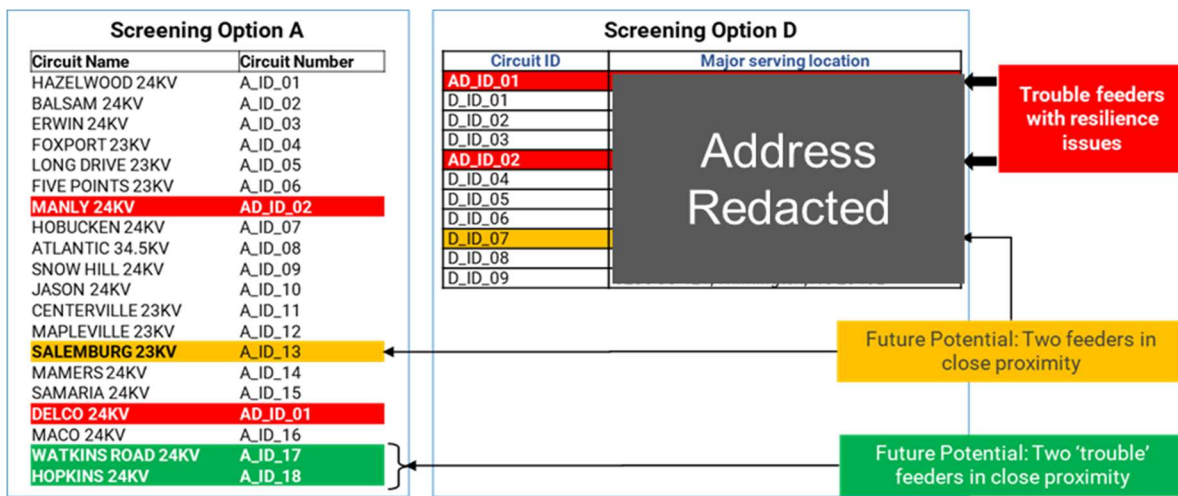 Screening Option A
Circuit Name Circuit Number
HAZELWOOD 24KV A_ID_01
BALSAM 24KV A_ID_02
ERWIN 24KV A_ID_03
FOXPORT 23KV A_ID_04
LONG DRIVE 23KV A_ID_05
FIVE POINTS 23KV A_ID_06
MANLY 24KV AD_ID_02
HOBUCKEN 24KV A_ID_07
ATLANTIC 34.5KV A_ID_08
SNOW HILL 24KV A_ID_09
JASON 24KV A_ID_10
CENTERVILLE 23KV A_ID_11
MAPLEVILLE 23KV A_ID_12
SALEMBURG 23KV A_ID_13
MAMERS 24KV A_ID_14
SAMARIA 24KV A_ID_15
DELCO 24KV AD_ID_01
MACO 24KV A_ID_16
WATKINS ROAD 24KV A_ID_17
HOPKINS 24KV A_ID_18
Screening Option D
Circuit ID Major serving location
AD_ID_01
D_ID_01
D_ID_02
D_ID_03
AD_ID_02
D_ID_04
D_ID_05
D_ID_06
D_ID_07
D_ID_08
D_ID_09
Address
Redacted
Trouble feeders
with resilience
issues
Future Potential: Two feeders in
close proximity
Future Potential: Two ‘trouble’
feeders in close proximity